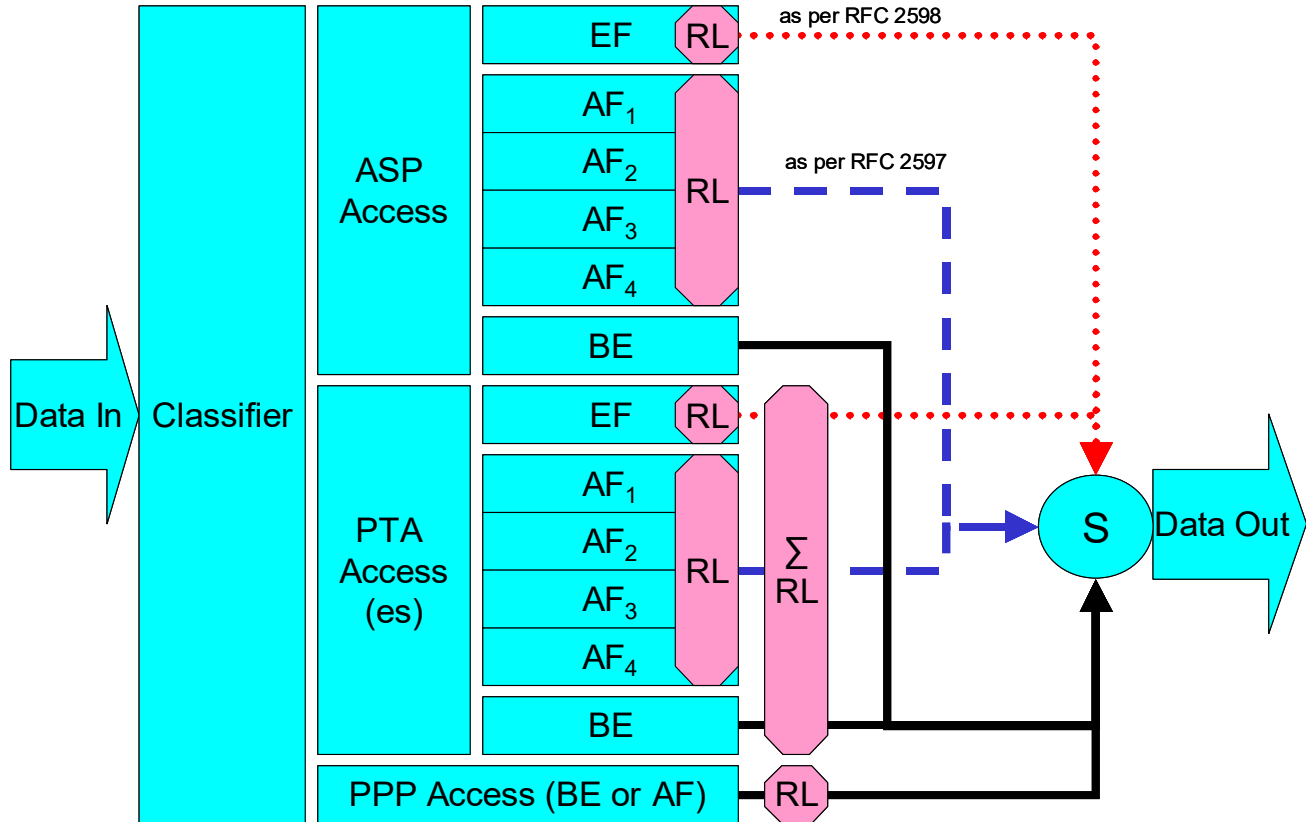 as per RFC 2598
EF
RL
AF1
AF2
AF3
AF4
RL
as per RFC 2597
ASP
Access
BE
Data In
Classifier
EF
RL
AF1
AF2
AF3
AF4
RL
PTA
Access
(es)
Σ
RL
S
Data Out
BE
PPP Access (BE or AF)
RL